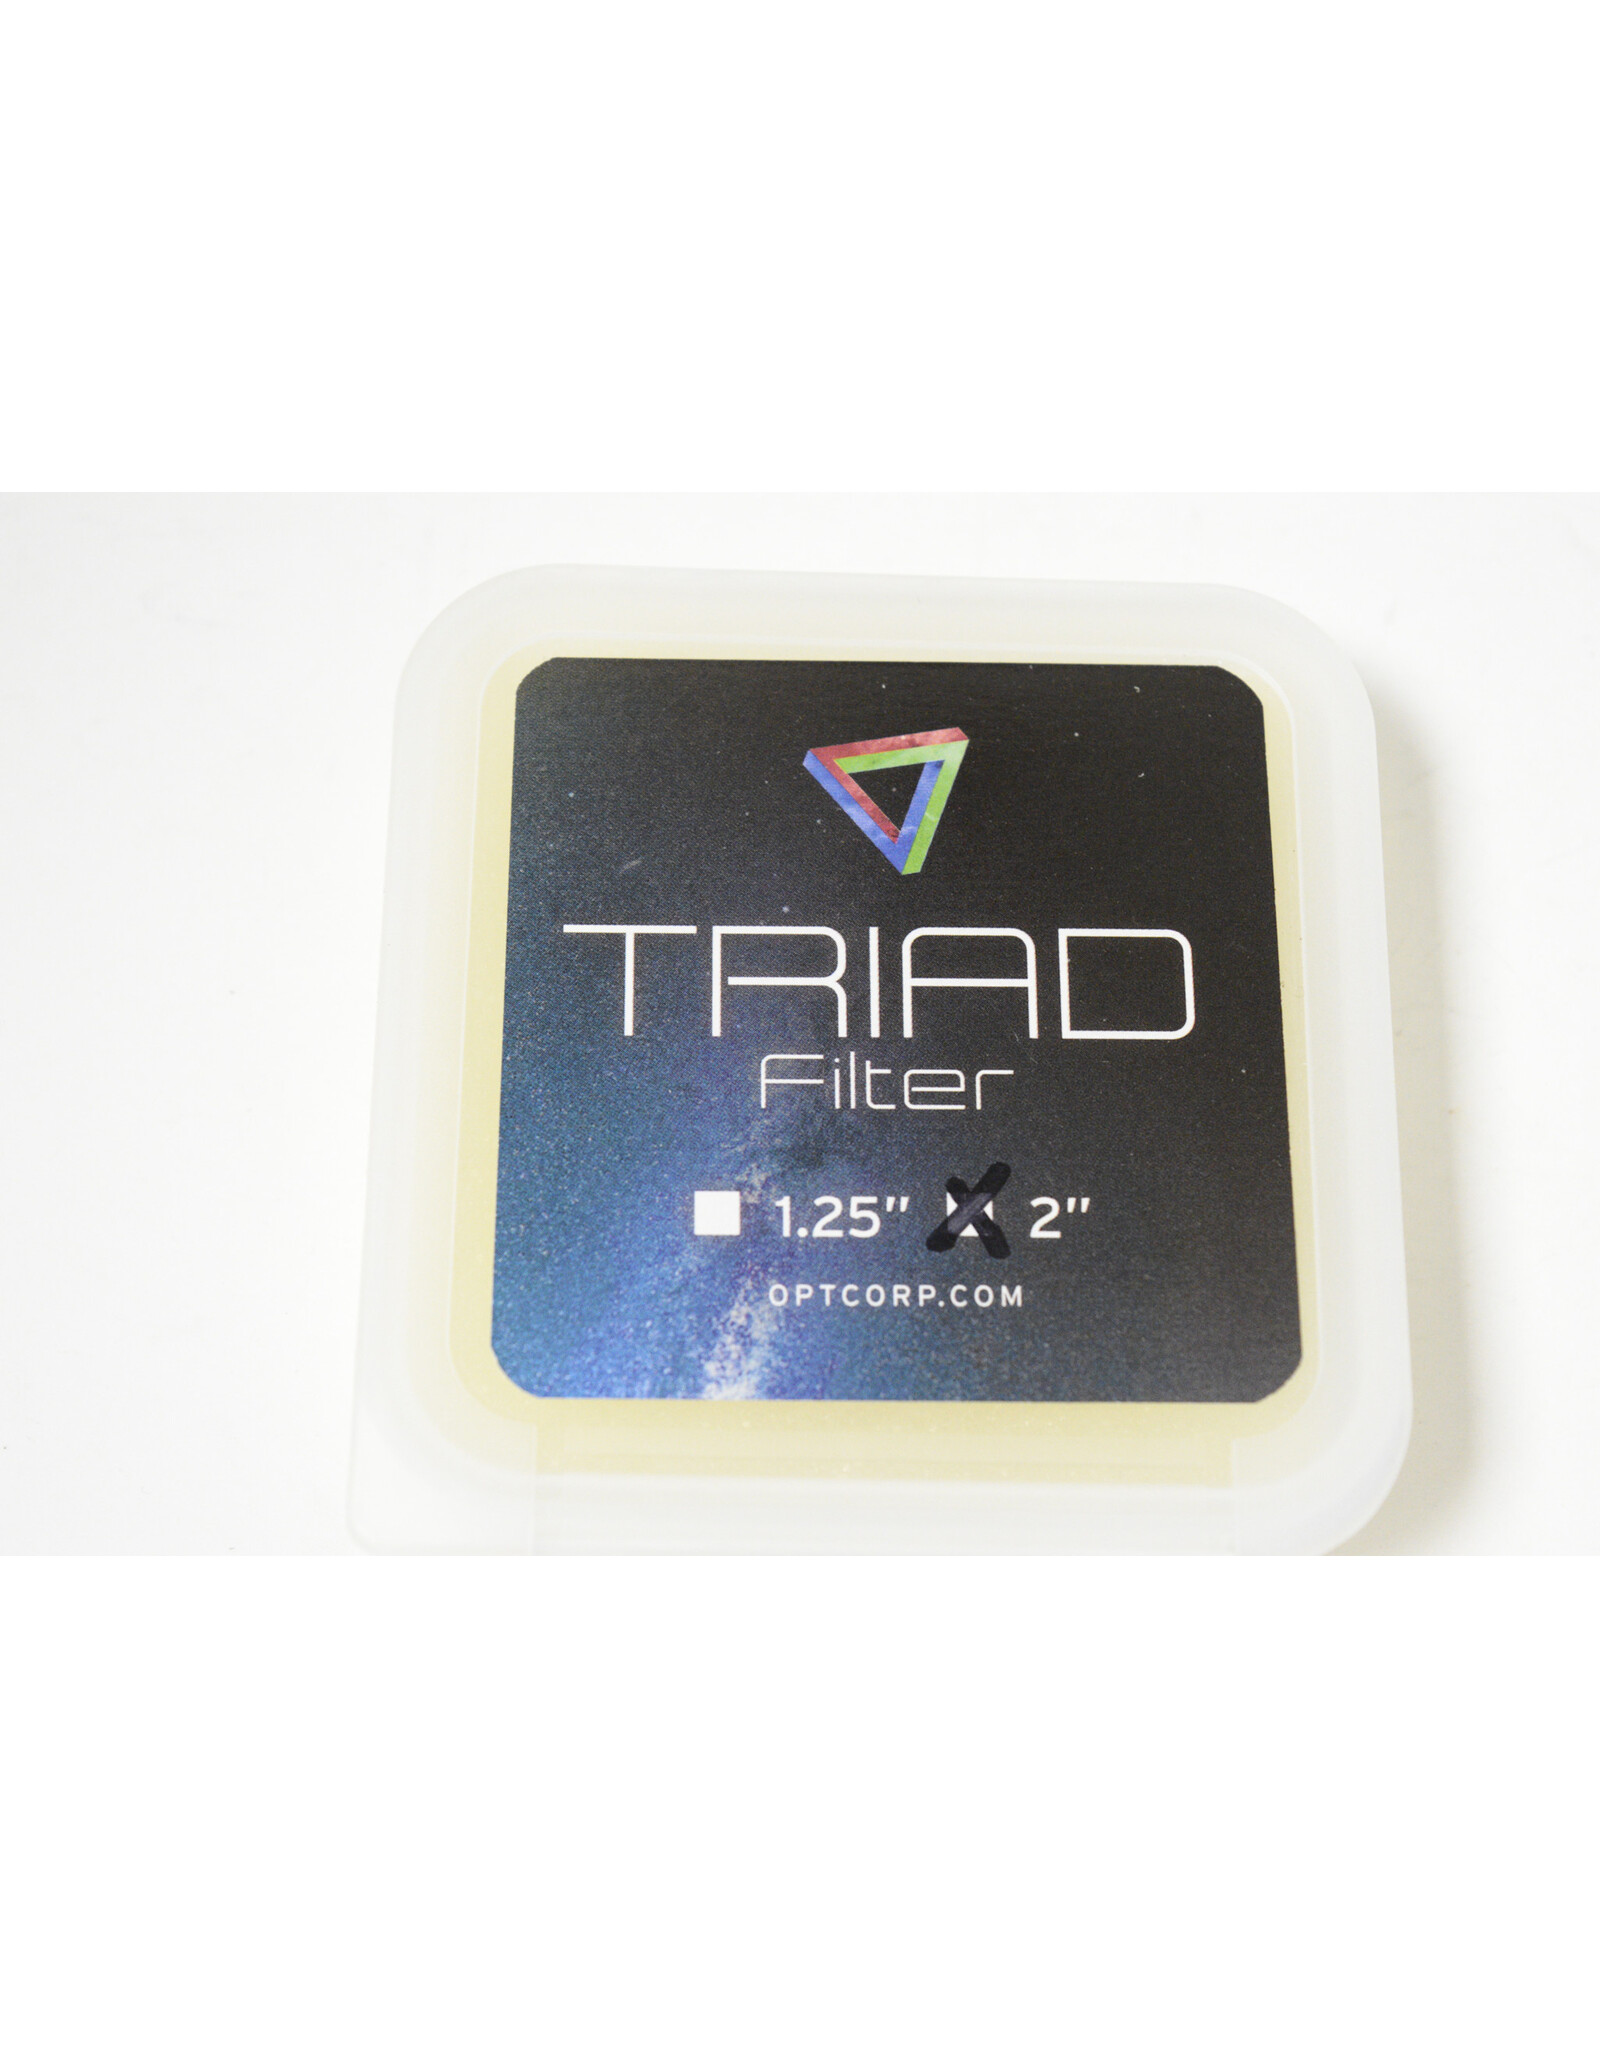 TRIAD
Filter
1.25" 2"
OPTCORP.COM